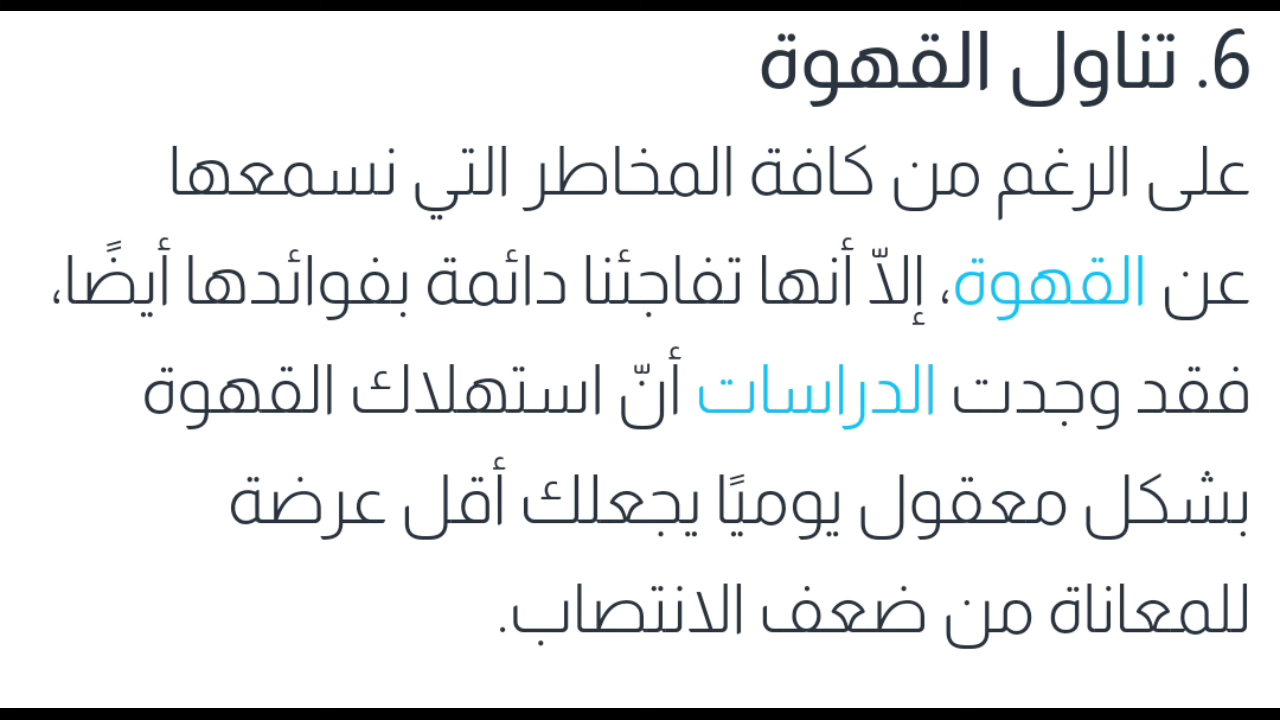 6. تناول القهوة
على الرغم من كافة المخاطر التي نسمعها
عن القهوة، إلاّ أنها تفاجئنا دائمة بفوائدها أيضًا،
فقد وجدت الدراسات أنّ استهلاك القهوة
بشكل معقول يوميًا يجعلك أقل عرضة
للمعاناة من ضعف الانتصاب.